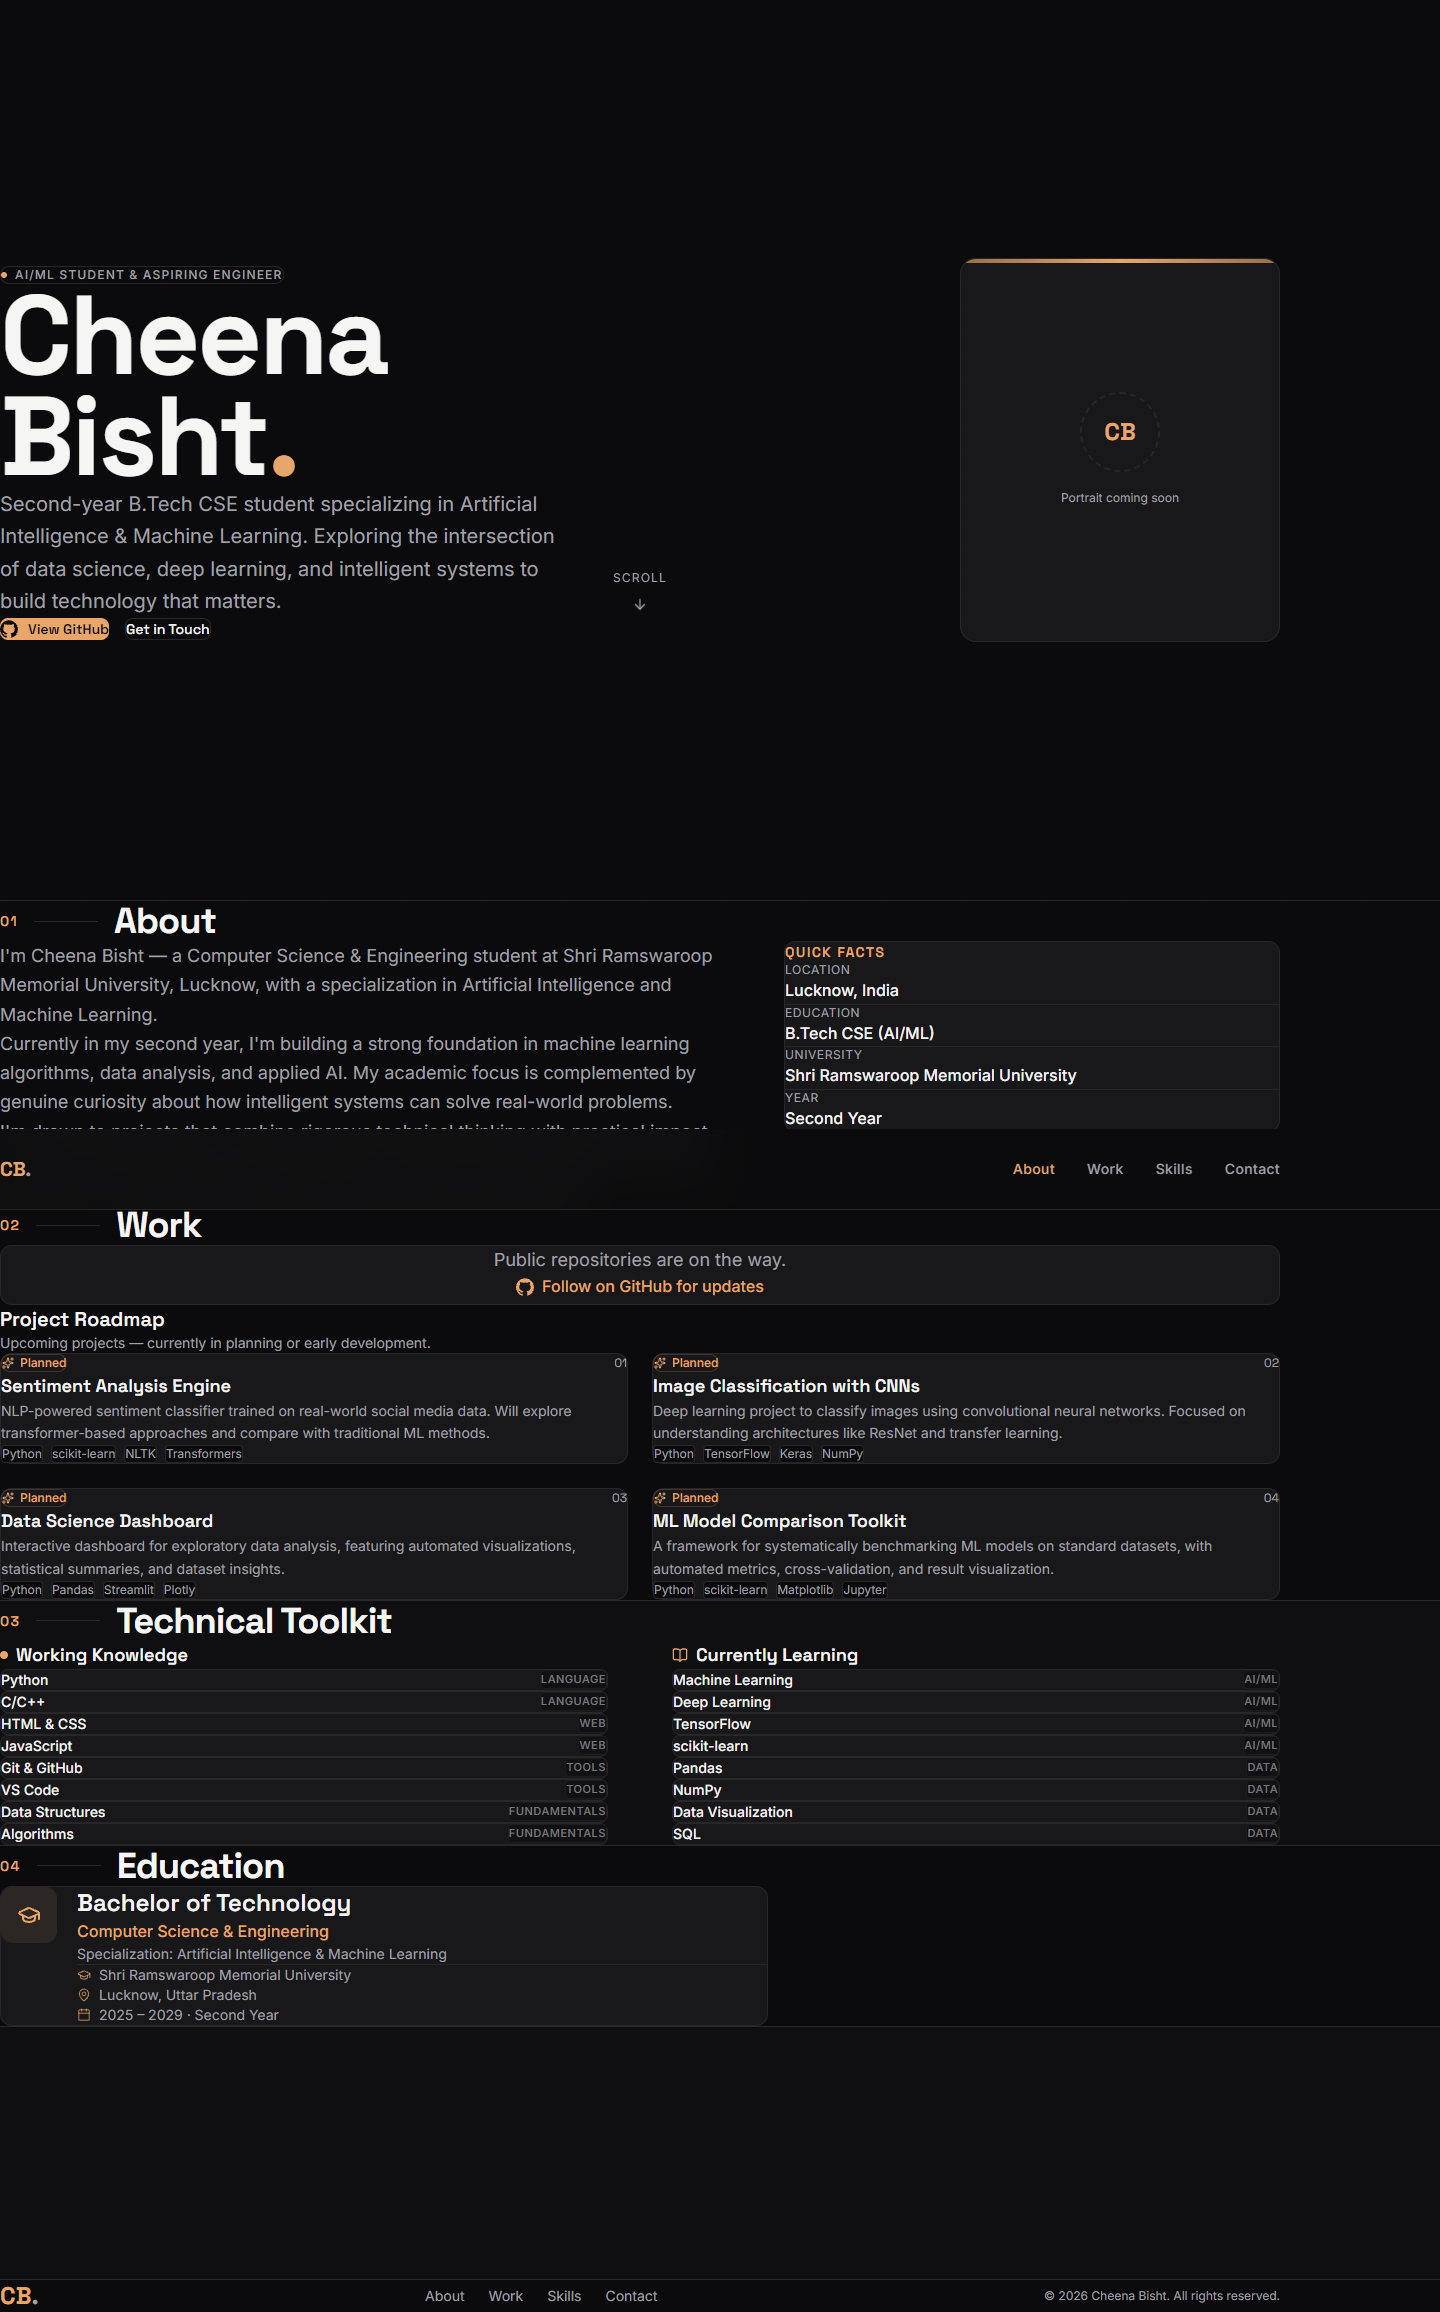 AI/ML STUDENT & ASPIRING ENGINEER
Cheena
Bisht.
Second-year B.Tech CSE student specializing in Artificial
Intelligence & Machine Learning. Exploring the intersection
of data science, deep learning, and intelligent systems to
build technology that matters.
View GitHub
Get in Touch
SCROLL
CB
Portrait coming soon
01
About
I'm Cheena Bisht — a Computer Science & Engineering student at Shri Ramswaroop
Memorial University, Lucknow, with a specialization in Artificial Intelligence and
Machine Learning.
Currently in my second year, I'm building a strong foundation in machine learning
algorithms, data analysis, and applied AI. My academic focus is complemented by
genuine curiosity about how intelligent systems can solve real-world problems.
I'm drawn to projects that combine rigorous technical thinking with practical impact
QUICK FACTS
LOCATION
Lucknow, India
EDUCATION
B.Tech CSE (AI/ML)
UNIVERSITY
Shri Ramswaroop Memorial University
YEAR
Second Year
CB.
About
Work
Skills
Contact
02
Work
Public repositories are on the way.
Follow on GitHub for updates
Project Roadmap
Upcoming projects — currently in planning or early development.
Planned
01
Sentiment Analysis Engine
NLP-powered sentiment classifier trained on real-world social media data. Will explore
transformer-based approaches and compare with traditional ML methods.
Python scikit-learn NLTK Transformers
Planned
02
Image Classification with CNNs
Deep learning project to classify images using convolutional neural networks. Focused on
understanding architectures like ResNet and transfer learning.
Python TensorFlow Keras NumPy
Planned
03
Data Science Dashboard
Interactive dashboard for exploratory data analysis, featuring automated visualizations,
statistical summaries, and dataset insights.
Python Pandas Streamlit Plotly
Planned
04
ML Model Comparison Toolkit
A framework for systematically benchmarking ML models on standard datasets, with
automated metrics, cross-validation, and result visualization.
Python scikit-learn Matplotlib Jupyter
03
Technical Toolkit
Working Knowledge
Python LANGUAGE
C/C++ LANGUAGE
HTML & CSS WEB
JavaScript WEB
Git & GitHub TOOLS
VS Code TOOLS
Data Structures FUNDAMENTALS
Algorithms FUNDAMENTALS
Currently Learning
Machine Learning AI/ML
Deep Learning AI/ML
TensorFlow AI/ML
scikit-learn AI/ML
Pandas DATA
NumPy DATA
Data Visualization DATA
SQL DATA
04
Education
Bachelor of Technology
Computer Science & Engineering
Specialization: Artificial Intelligence & Machine Learning
Shri Ramswaroop Memorial University
Lucknow, Uttar Pradesh
2025 – 2029 · Second Year
CB.
About
Work
Skills
Contact
© 2026 Cheena Bisht. All rights reserved.